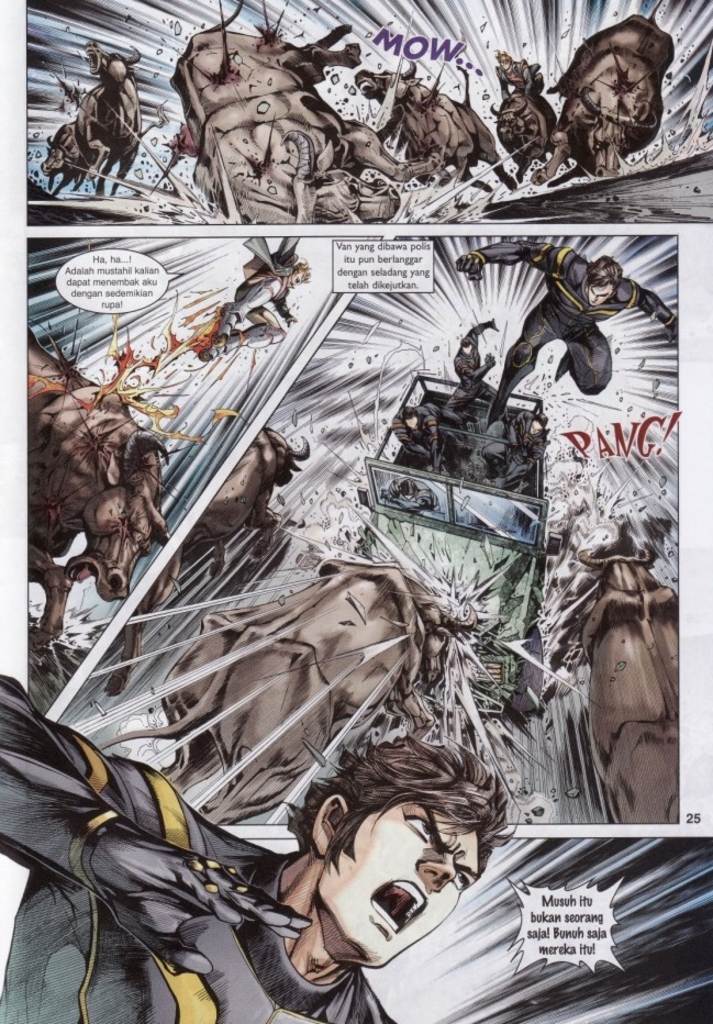 MOW...
Ha, ha...!
Adalah mustahil kalian
dapat menembak aku
dengan sedemikian
rupa!
Van yang dibawa polis
itu pun berlanggar
dengan seladang yang
telah dikejutkan.
PANG!
25
Musuh itu
bukan seorang
saja! Bunuh saja
mereka itu!